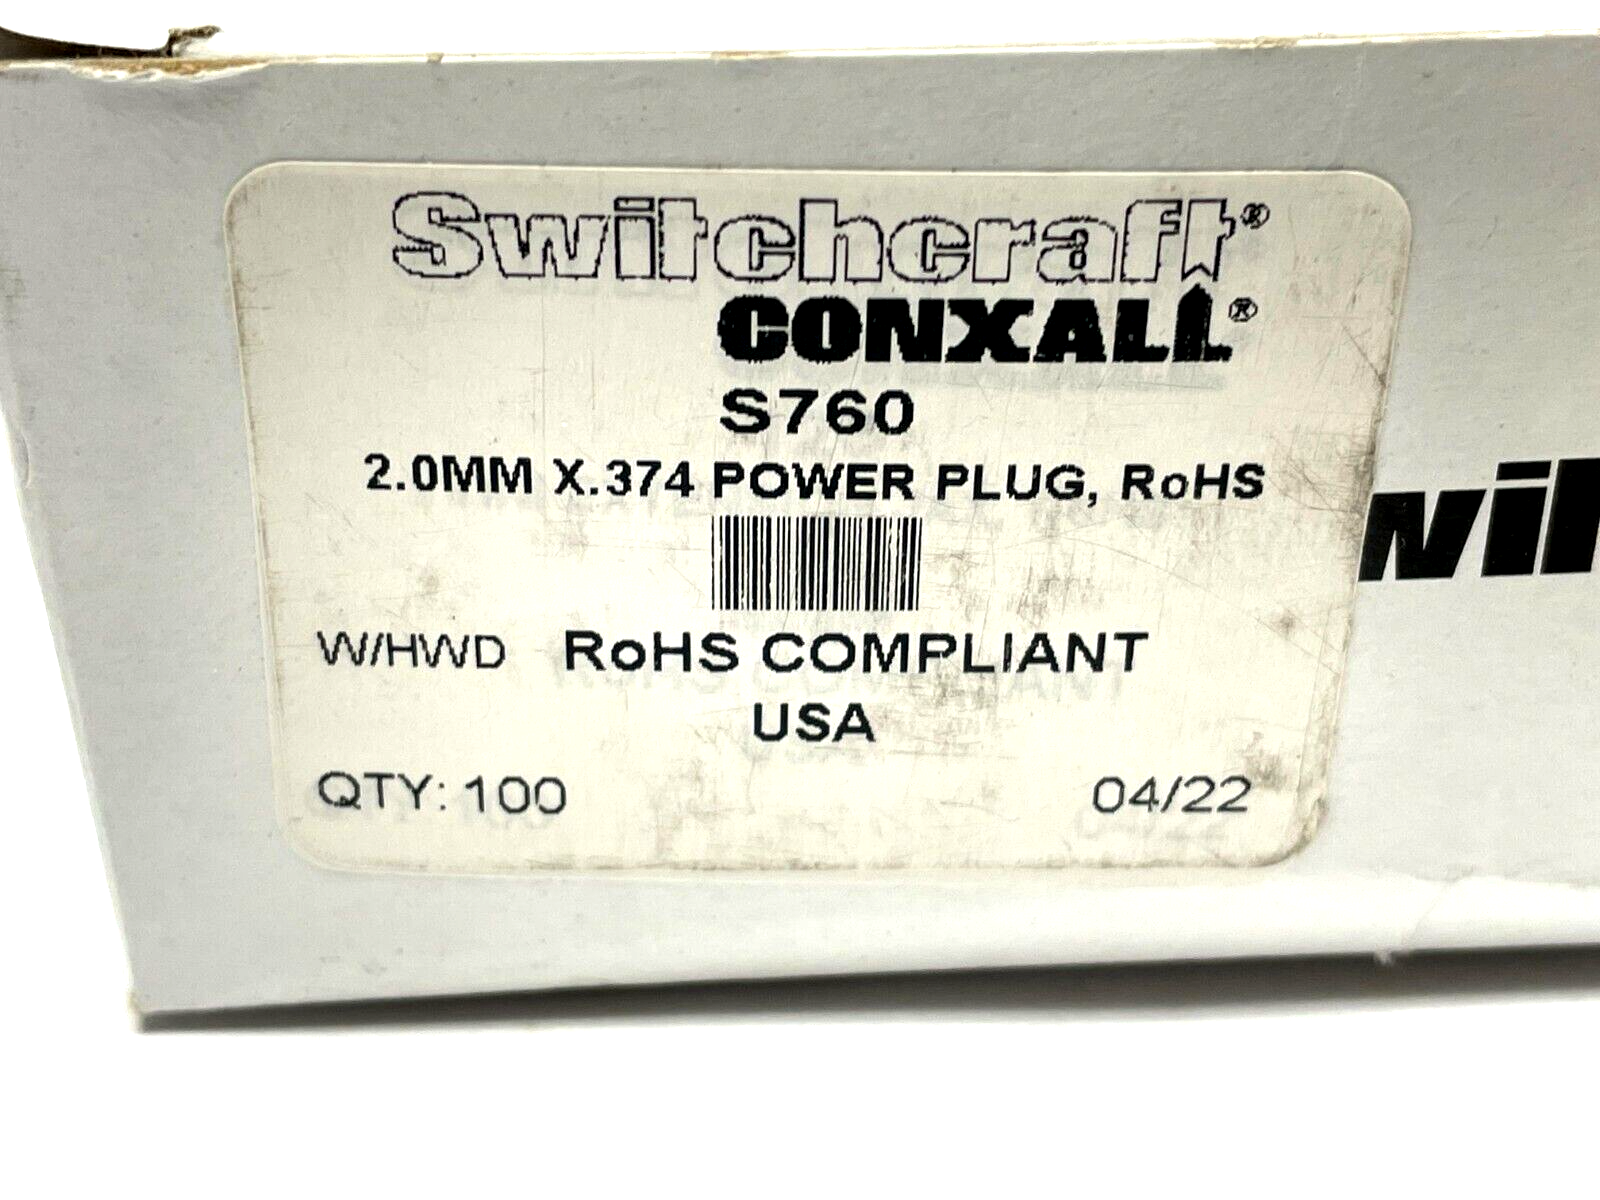 Switchcraft®
CONXALL®
S760
2.0MM X.374 POWER PLUG, RoHS
W/HWD RoHS COMPLIANT
USA
QTY: 100 04/22